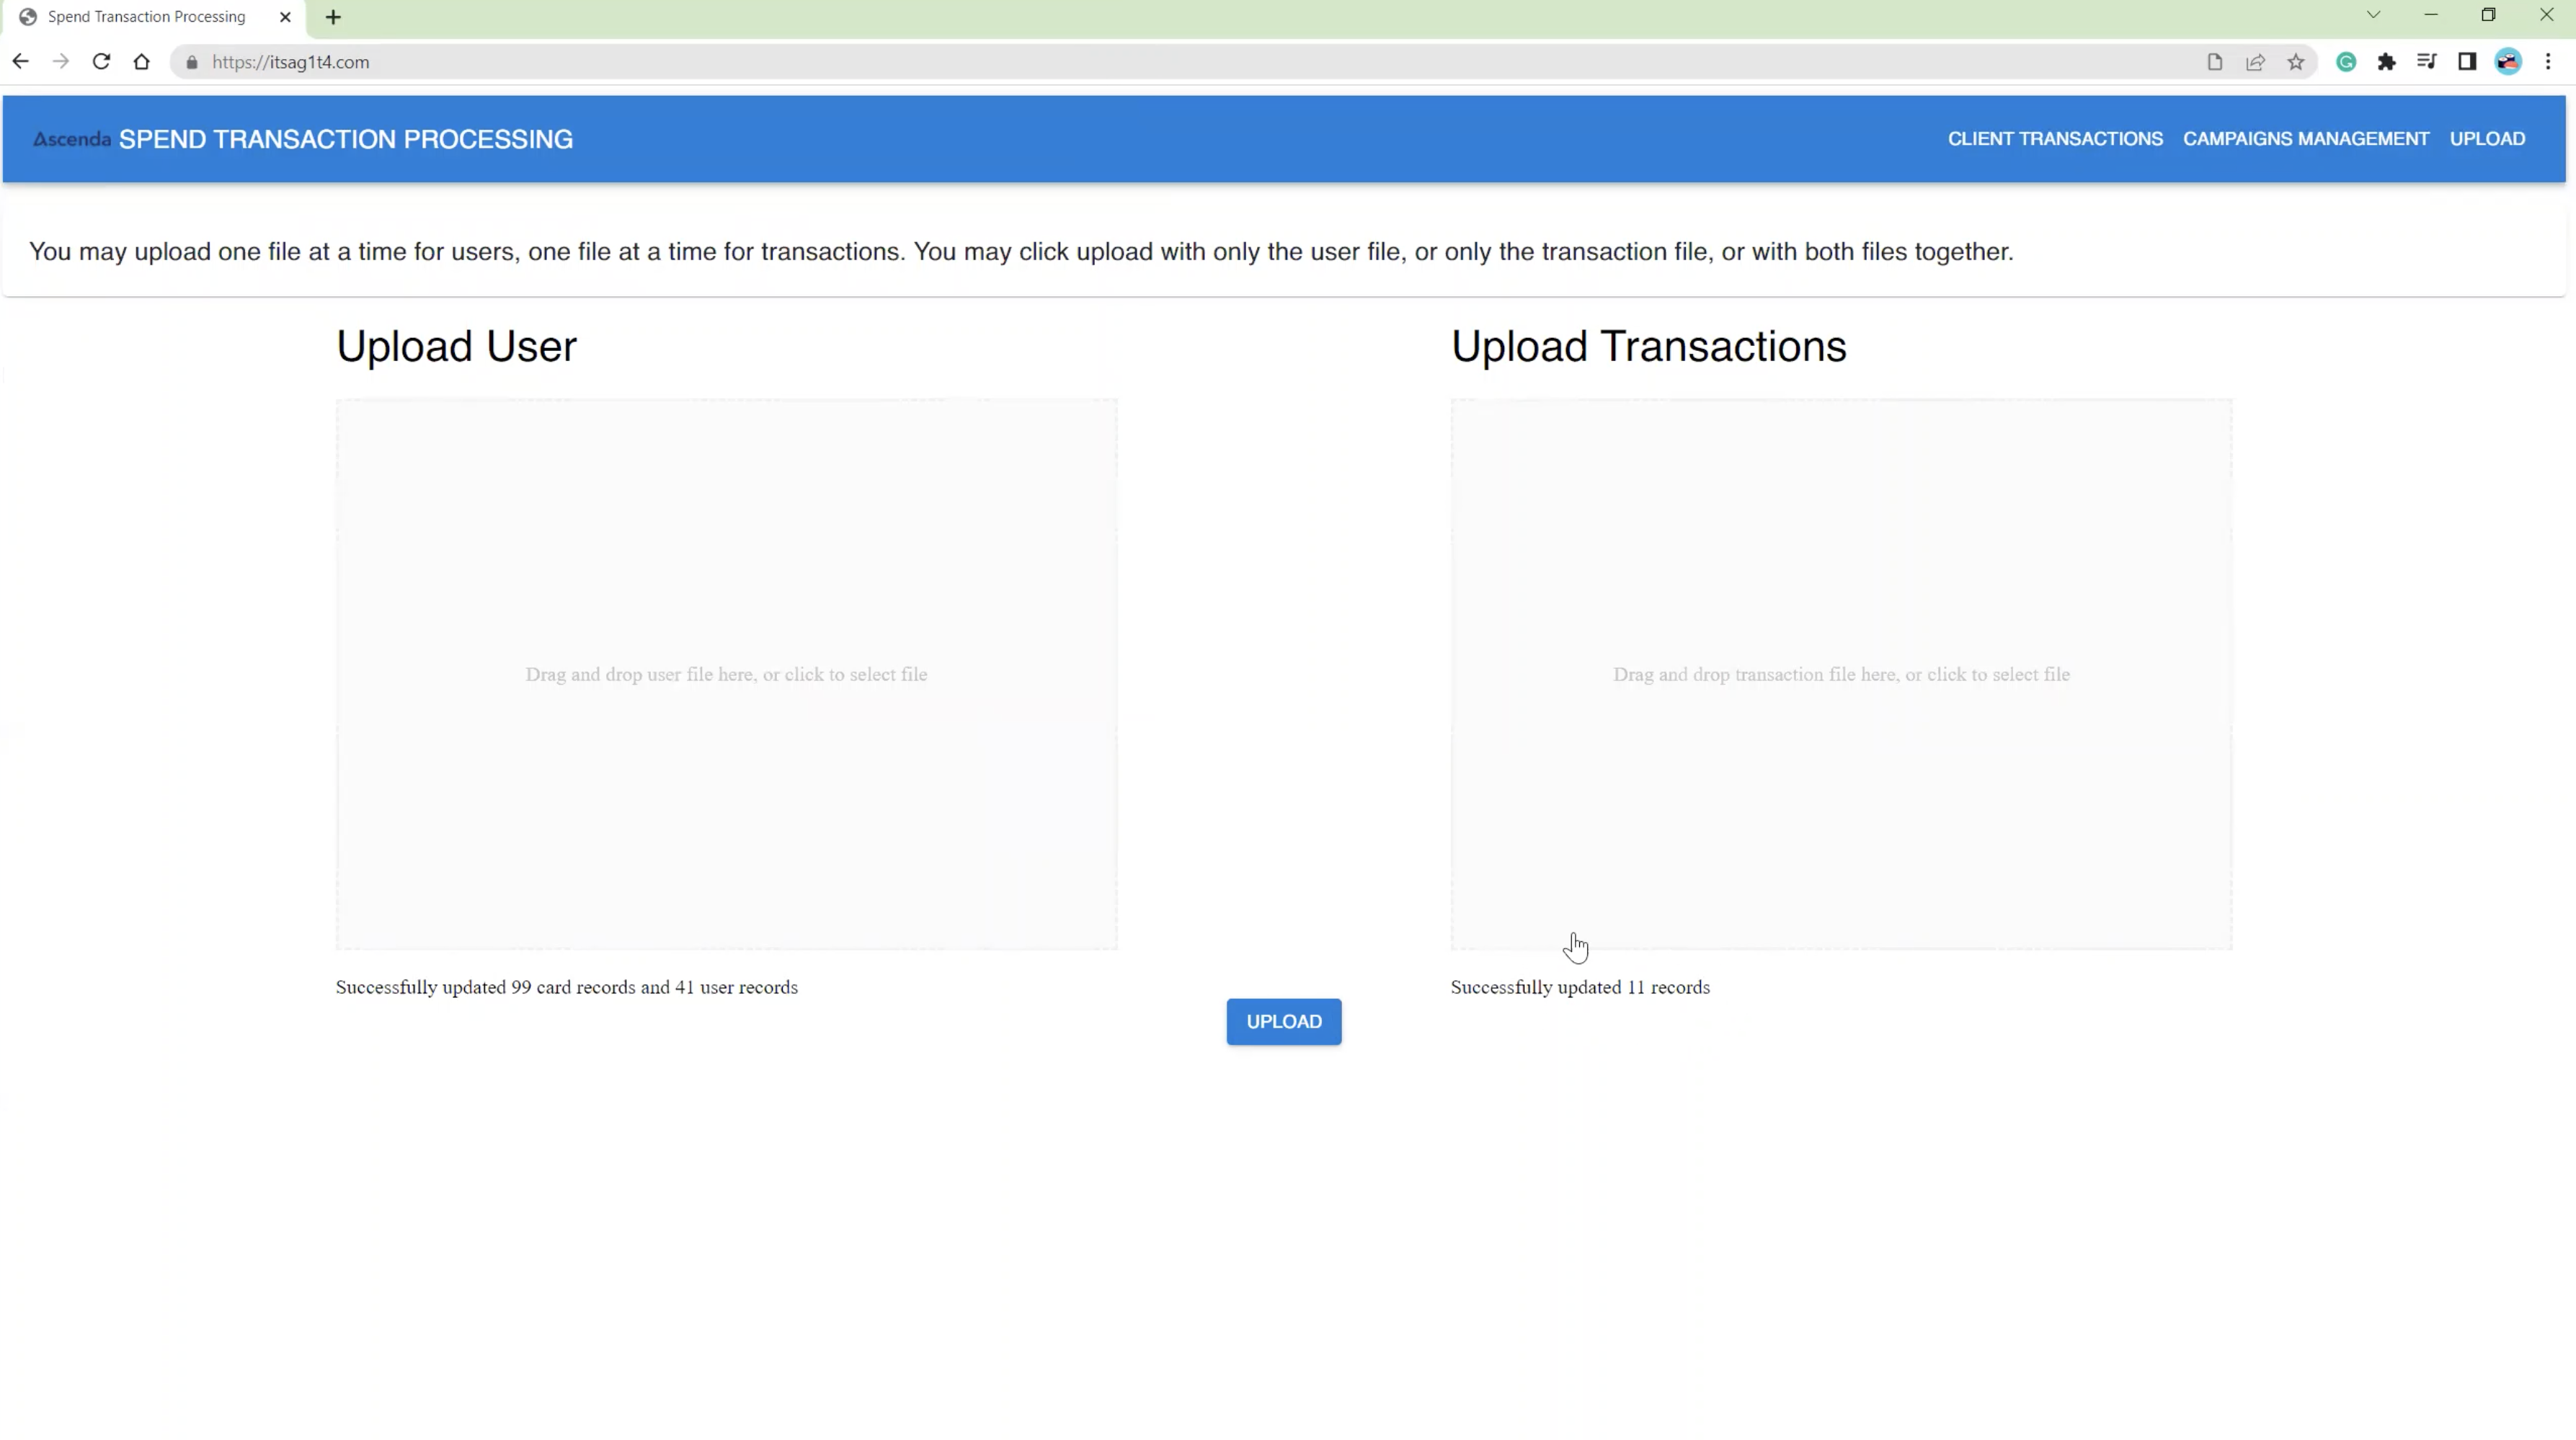 Spend Transaction Processing
https://itsag1t4.com
Ascenda SPEND TRANSACTION PROCESSING
CLIENT TRANSACTIONS CAMPAIGNS MANAGEMENT UPLOAD
You may upload one file at a time for users, one file at a time for transactions. You may click upload with only the user file, or only the transaction file, or with both files together.
Upload User
Upload Transactions
Drag and drop user file here, or click to select file
Drag and drop transaction file here, or click to select file
Successfully updated 99 card records and 41 user records
Successfully updated 11 records
UPLOAD